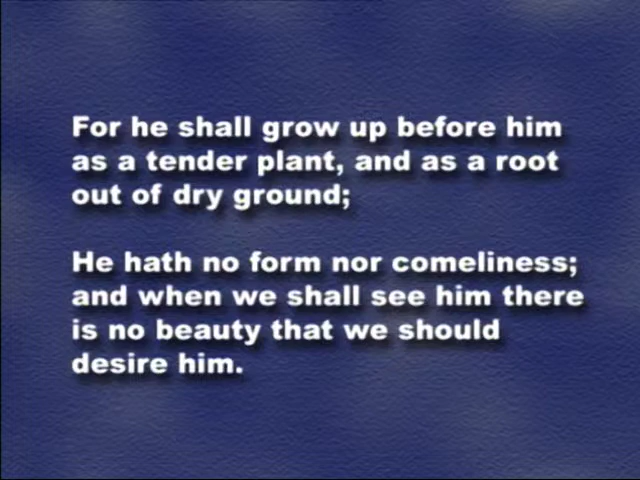 For he shall grow up before him
as a tender plant, and as a root
out of dry ground;
He hath no form nor comeliness;
and when we shall see him there
is no beauty that we should
desire him.